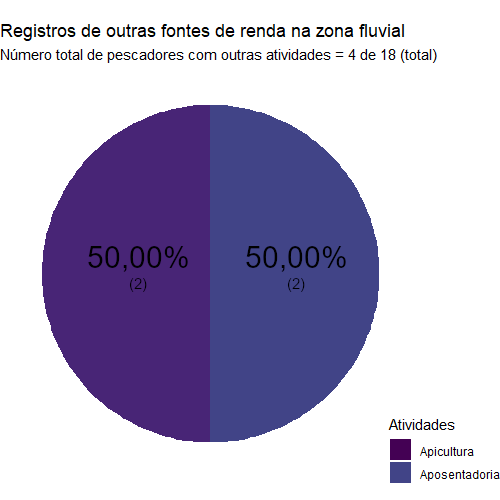 Registros de outras fontes de renda na zona fluvial
Número total de pescadores com outras atividades = 4 de 18 (total)
50,00%
(2)
50,00%
(2)
Atividades
Apicultura
Aposentadoria